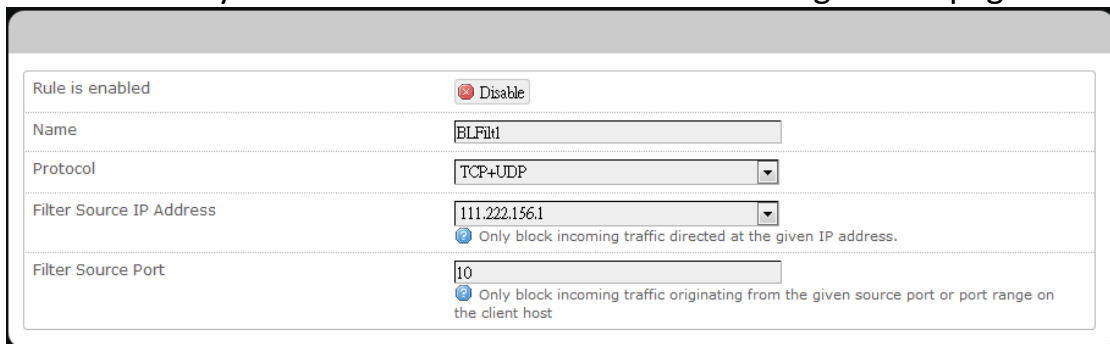 Rule is enabled
Disable
Name
BLFilt1
Protocol
TCP+UDP
Filter Source IP Address
111.222.156.1
Only block incoming traffic directed at the given IP address.
Filter Source Port
10
Only block incoming traffic originating from the given source port or port range on
the client host